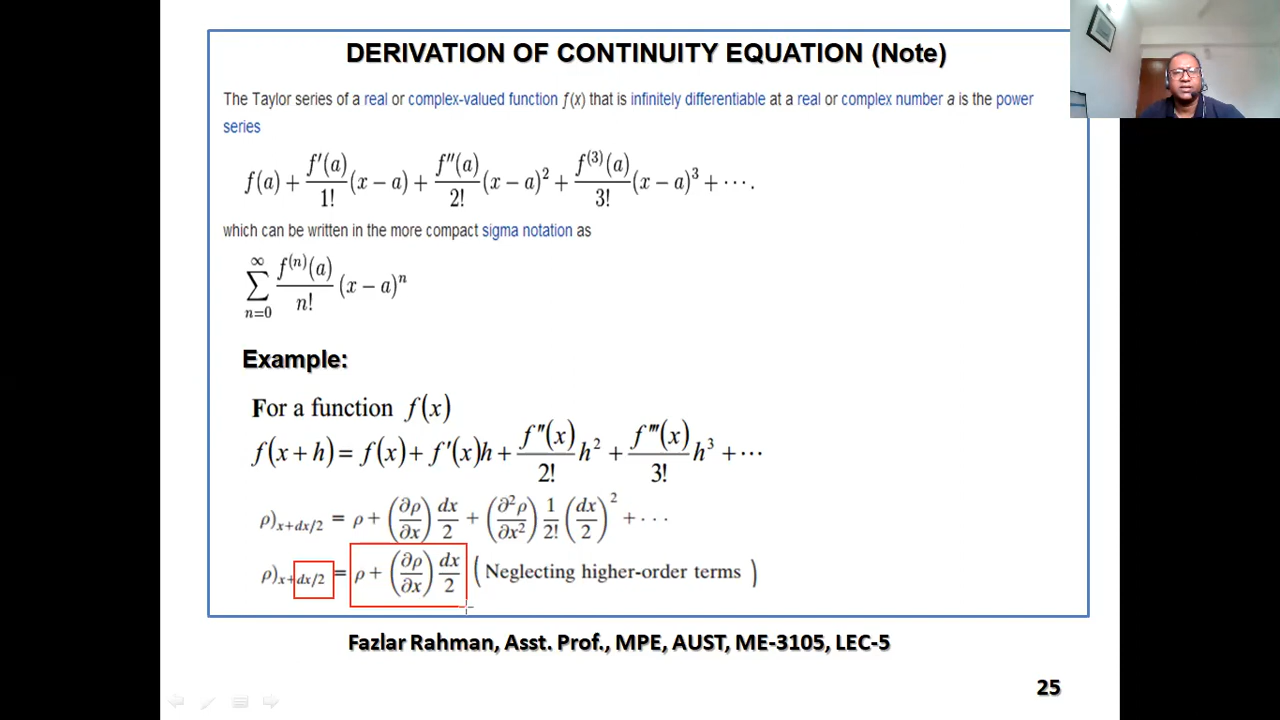 DERIVATION OF CONTINUITY EQUATION (Note)
The Taylor series of a real or complex-valued function ƒ(x) that is infinitely differentiable at a real or complex number a is the power
series
f(a) + f′(a)/1! (x − a) + f″(a)/2! (x − a)² + f⁽³⁾(a)/3! (x − a)³ + ⋯.
which can be written in the more compact sigma notation as
∑_{n=0}^{∞} f⁽ⁿ⁾(a)/n! (x − a)ⁿ
Example:
For a function f(x)
f(x + h) = f(x) + f′(x)h + f″(x)/2! h² + f‴(x)/3! h³ + ⋯
ρ)_{x+dx/2} = ρ + (∂ρ/∂x) dx/2 + (∂²ρ/∂x²) 1/2! (dx/2)² + ⋯
ρ)_{x+dx/2} = ρ + (∂ρ/∂x) dx/2 (Neglecting higher-order terms)
Fazlar Rahman, Asst. Prof., MPE, AUST, ME-3105, LEC-5
25